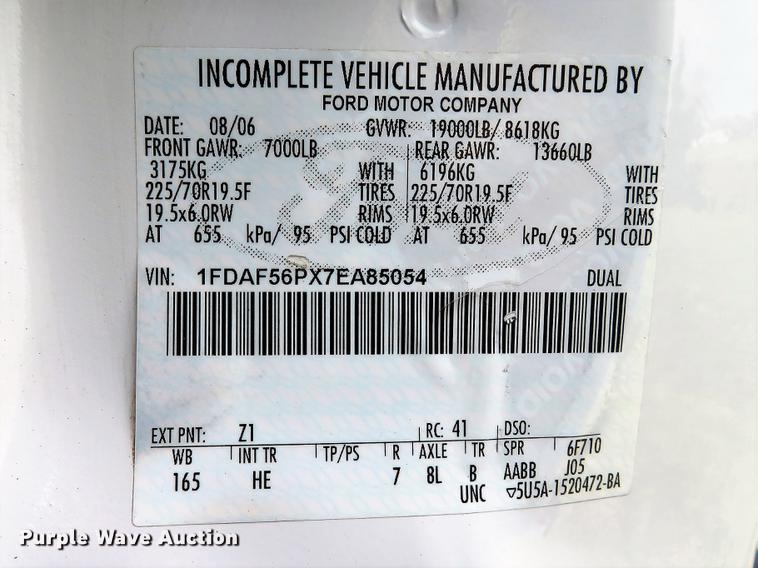 INCOMPLETE VEHICLE MANUFACTURED BY
FORD MOTOR COMPANY
DATE: 08/06 GVWR: 19000LB/ 8618KG
FRONT GAWR: 7000LB REAR GAWR: 13660LB
3175KG WITH 6196KG WITH
225/70R19.5F TIRES 225/70R19.5F TIRES
19.5x6.0RW RIMS 19.5x6.0RW RIMS
AT 655 kPa/ 95 PSI COLD AT 655 kPa/ 95 PSI COLD
VIN: 1FDAF56PX7EA85054 DUAL
EXT PNT: Z1 RC: 41 DSO:
WB INT TR TP/PS R AXLE TR SPR 6F710
165 HE 7 8L B AABB J05
UNC ▽5U5A-1520472-BA
Purple Wave Auction